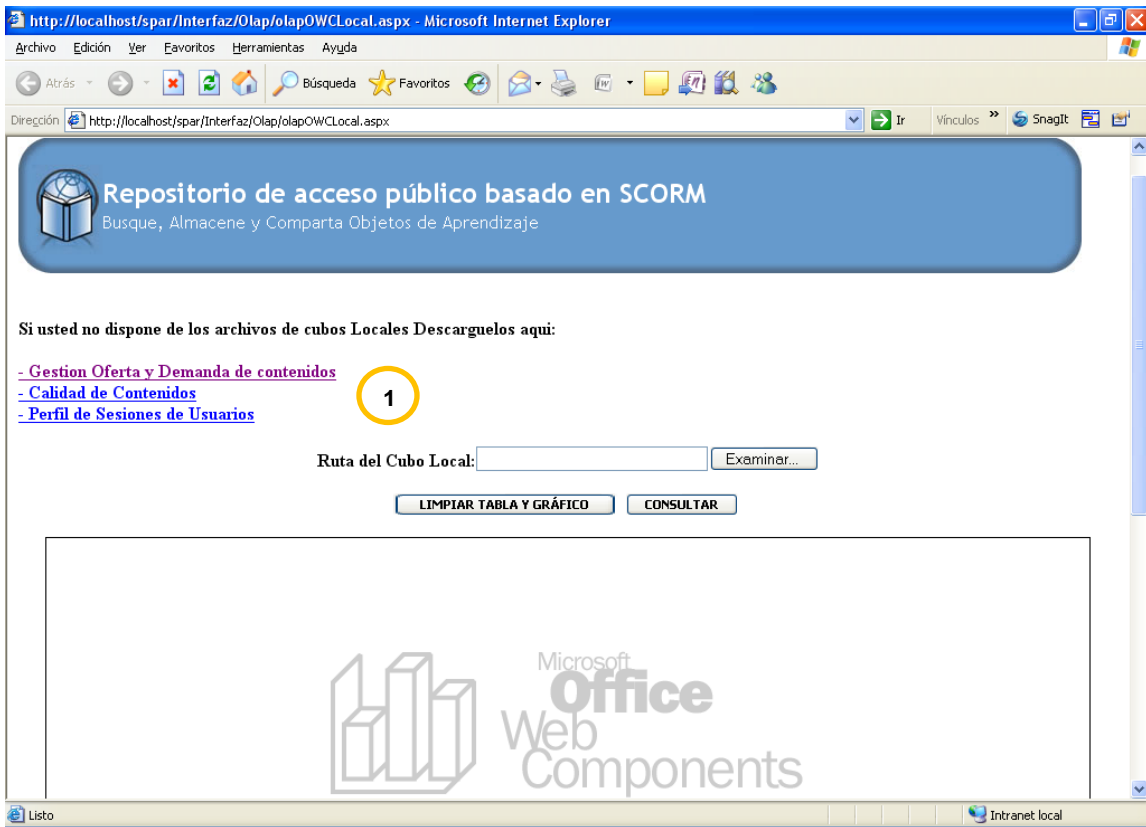 http://localhost/spar/Interfaz/Olap/olapOWCLocal.aspx - Microsoft Internet Explorer
Archivo Edición Ver Favoritos Herramientas Ayuda
Atrás Búsqueda Favoritos
Dirección http://localhost/spar/Interfaz/Olap/olapOWCLocal.aspx Ir Vínculos » SnagIt
Repositorio de acceso público basado en SCORM
Busque, Almacene y Comparta Objetos de Aprendizaje
Si usted no dispone de los archivos de cubos Locales Descarguelos aqui:
- Gestion Oferta y Demanda de contenidos
- Calidad de Contenidos
- Perfil de Sesiones de Usuarios
1
Ruta del Cubo Local: Examinar...
LIMPIAR TABLA Y GRÁFICO CONSULTAR
Microsoft
Office
Web
Components
Listo Intranet local